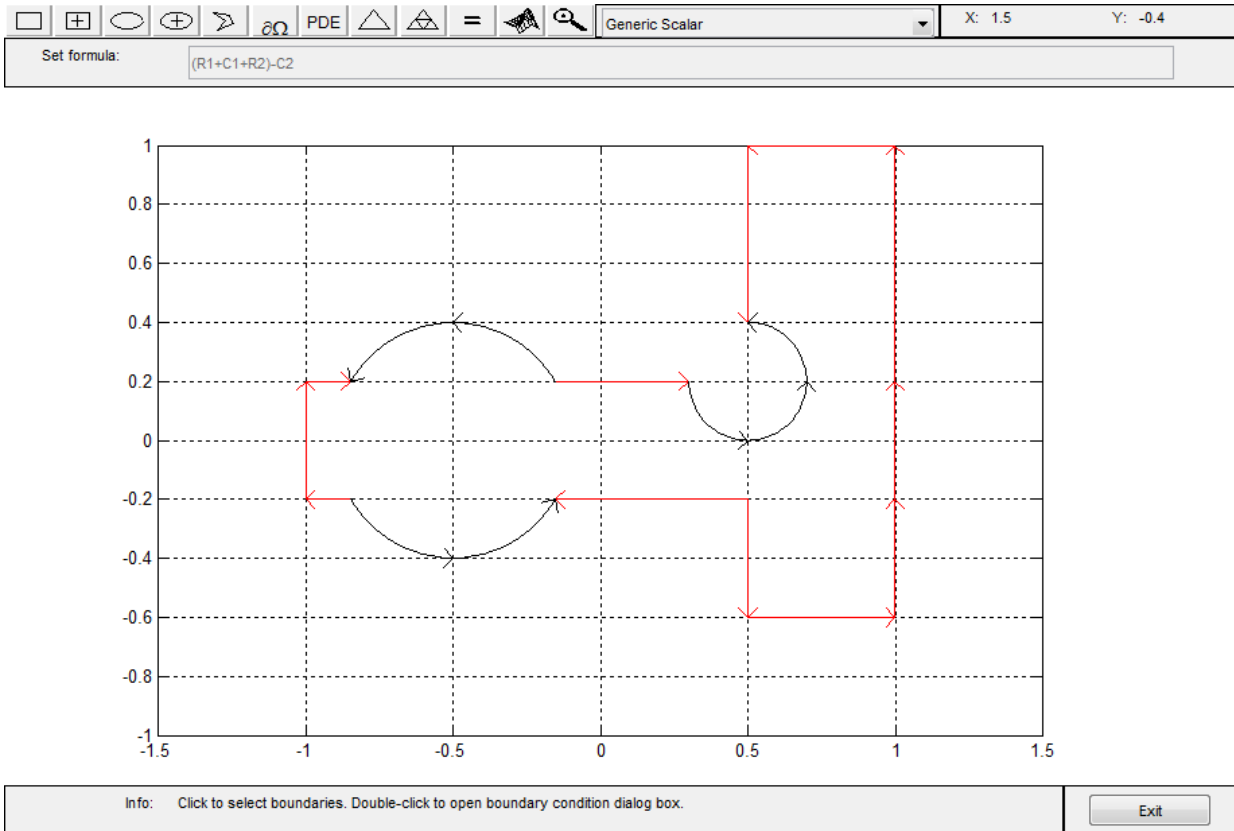 ∂Ω PDE = Generic Scalar X: 1.5 Y: -0.4
Set formula: (R1+C1+R2)-C2
1
0.8
0.6
0.4
0.2
0
-0.2
-0.4
-0.6
-0.8
-1
-1.5 -1 -0.5 0 0.5 1 1.5
Info: Click to select boundaries. Double-click to open boundary condition dialog box. Exit